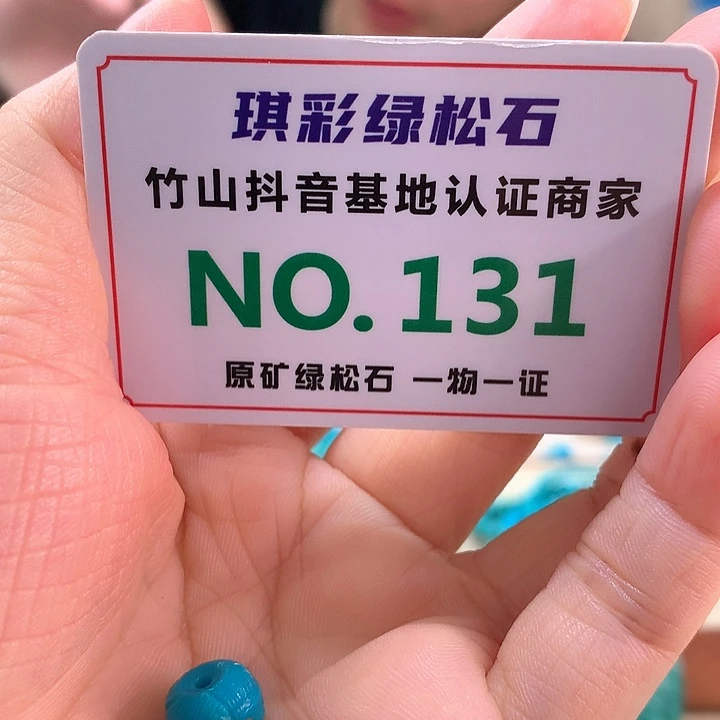 琪彩绿松石
竹山抖音基地认证商家
NO.131
原矿绿松石 一物一证